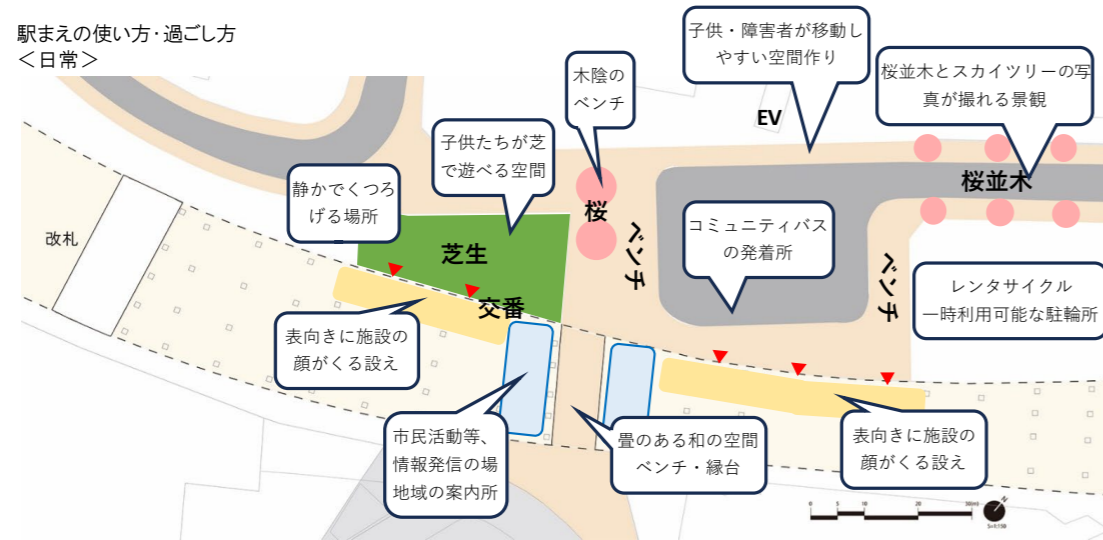 駅まえの使い方・過ごし方
＜日常＞
子供・障害者が移動し
やすい空間作り
木陰の
ベンチ
桜並木とスカイツリーの写
真が撮れる景観
EV
子供たちが芝
で遊べる空間
静かでくつろ
げる場所
桜並木
桜
ベンチ
コミュニティバス
の発着所
改札
芝生
ベンチ
レンタサイクル
一時利用可能な駐輪所
交番
表向きに施設の
顔がくる設え
市民活動等、
情報発信の場
地域の案内所
畳のある和の空間
ベンチ・縁台
表向きに施設の
顔がくる設え
0 5 10 20 30(m)
N